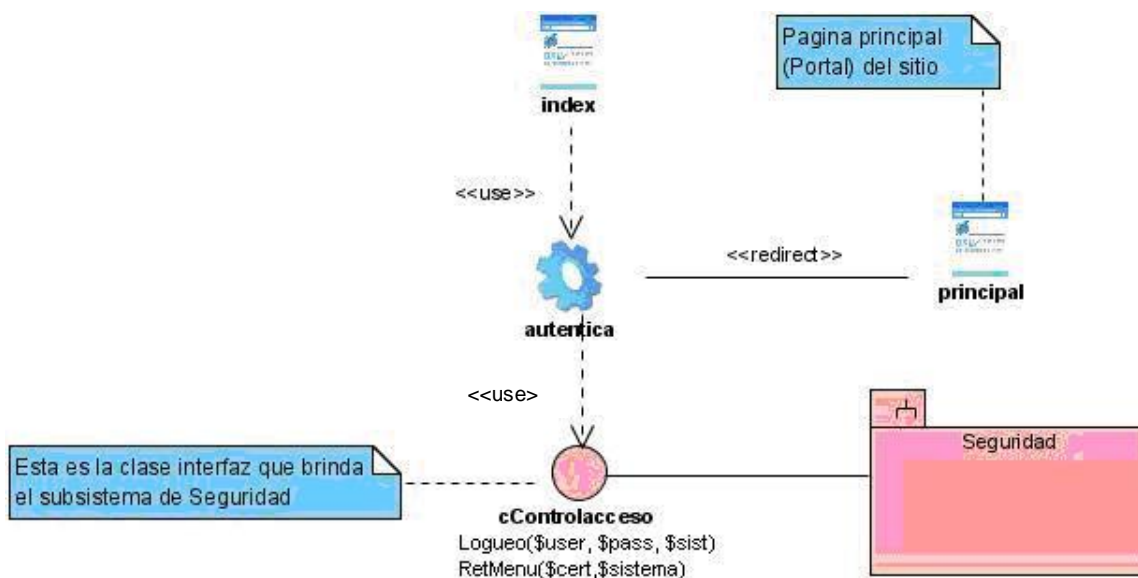 Pagina principal
(Portal) del sitio
index
<<use>>
<<redirect>>
principal
autentica
<<use>
Seguridad
Esta es la clase interfaz que brinda
el subsistema de Seguridad
cControlacceso
Logueo($user, $pass, $sist)
RetMenu($cert,$sistema)